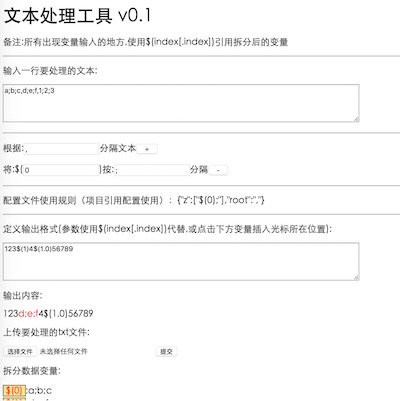 文本处理工具 v0.1
备注:所有出现变量输入的地方,使用$(index[.index])引用拆分后的变量
输入一行要处理的文本:
a;b;c,d;e;f,1;2;3
根据: , 分隔文本 +
将:$( 0 )按: ; 分隔 -
配置文件使用规则（项目引用配置使用）：{"z":["$(0);"],"root":","}
定义输出格式(参数使用$(index[.index])代替,或点击下方变量插入光标所在位置):
123$(1)4$(1.0)56789
输出内容:
123d;e;f4$(1.0)56789
上传要处理的txt文件:
选择文件 未选择任何文件 提交
拆分数据变量:
$(0):a;b;c